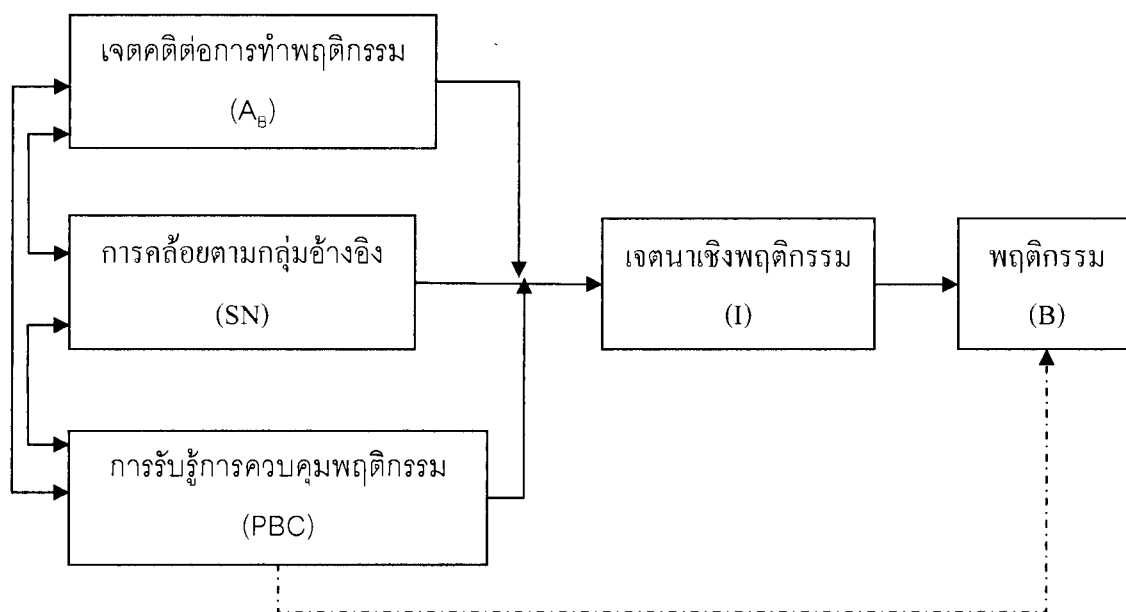 เจตคติต่อการทำพฤติกรรม
(A_B)
การคล้อยตามกลุ่มอ้างอิง
(SN)
การรับรู้การควบคุมพฤติกรรม
(PBC)
เจตนาเชิงพฤติกรรม
(I)
พฤติกรรม
(B)